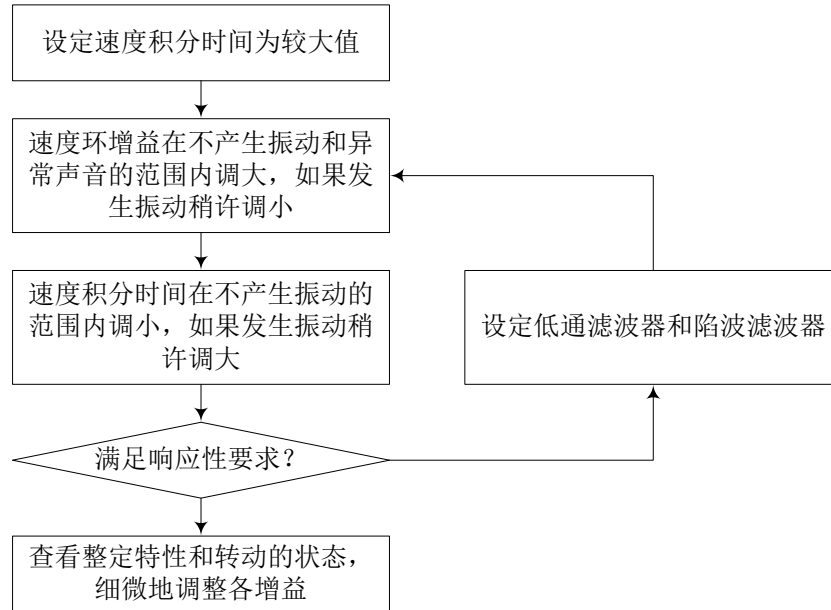 设定速度积分时间为较大值
速度环增益在不产生振动和异
常声音的范围内调大，如果发
生振动稍许调小
速度积分时间在不产生振动的
范围内调小，如果发生振动稍
许调大
设定低通滤波器和陷波滤波器
满足响应性要求？
查看整定特性和转动的状态，
细微地调整各增益